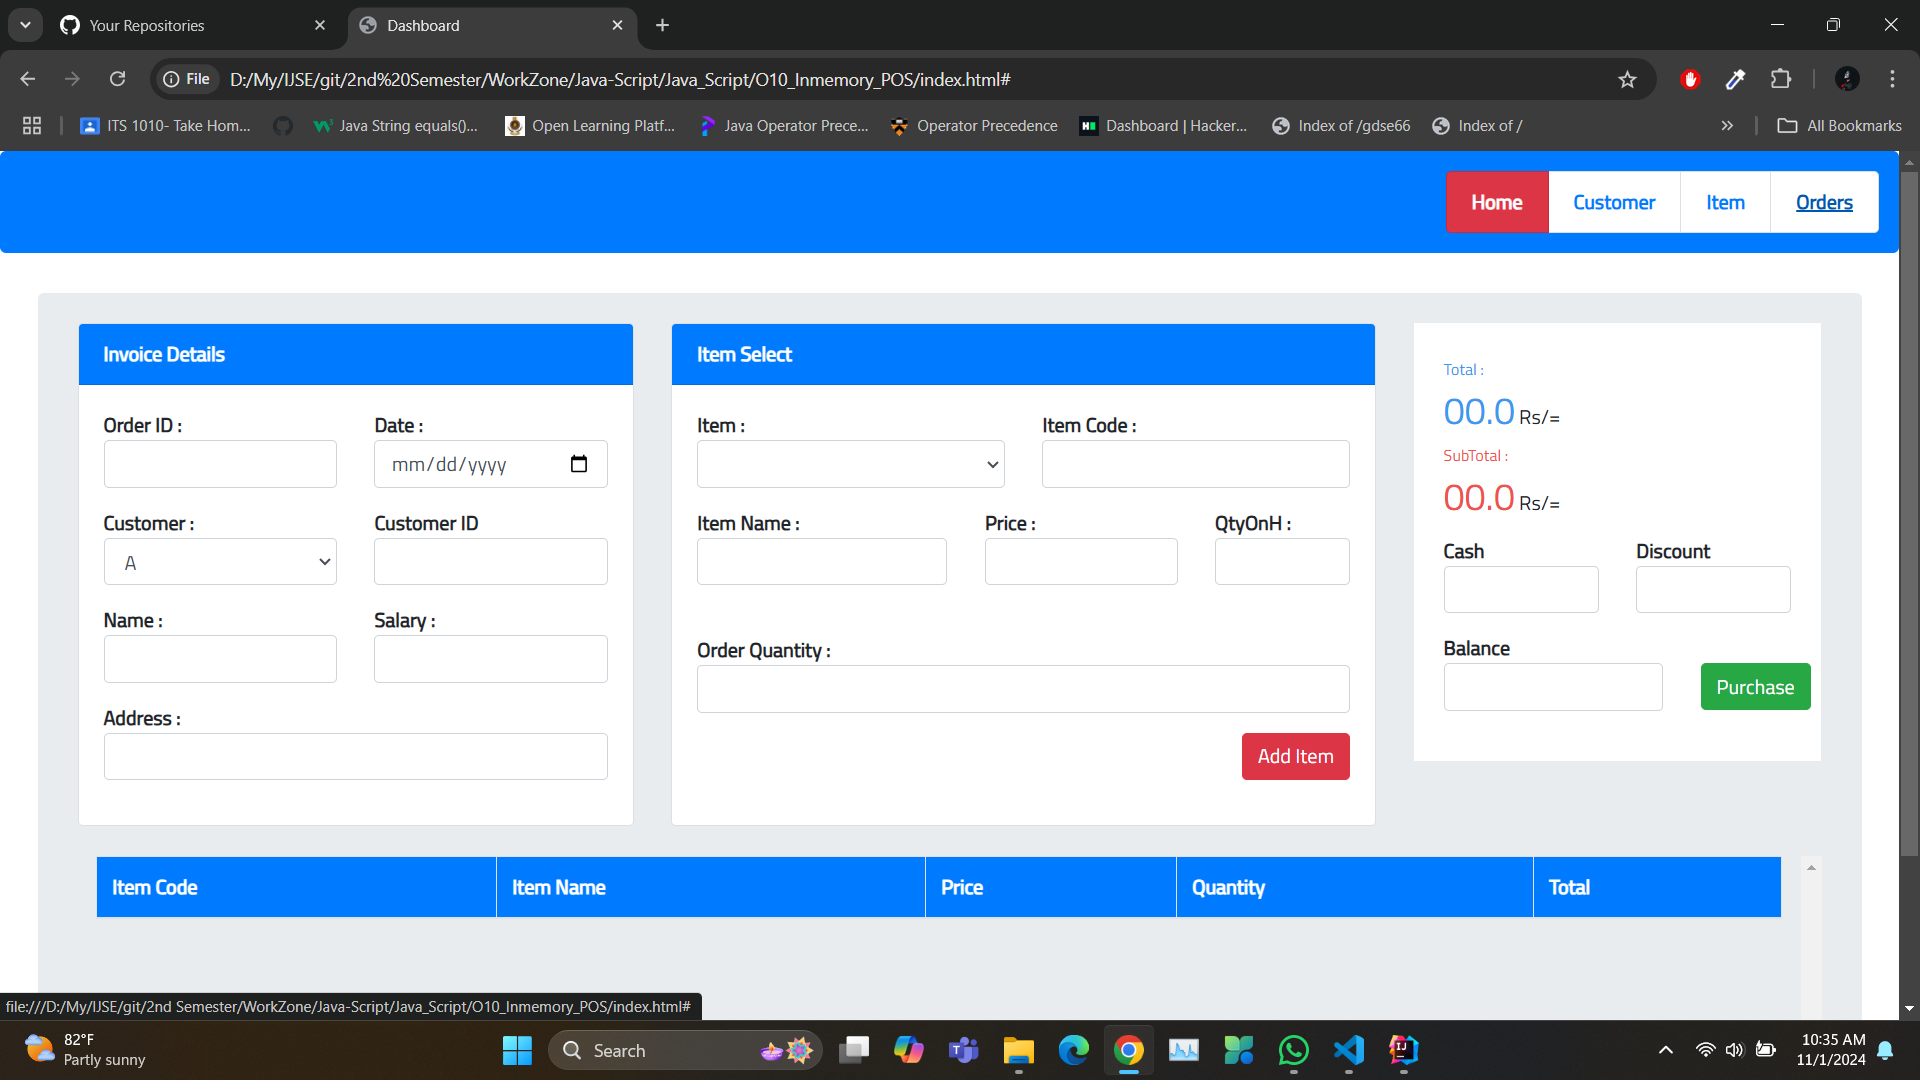 Your Repositories
Dashboard
File
D:/My/IJSE/git/2nd%20Semester/WorkZone/Java-Script/Java_Script/O10_Inmemory_POS/index.html#
ITS 1010- Take Hom...
Java String equals()...
Open Learning Platf...
Java Operator Prece...
Operator Precedence
Dashboard | Hacker...
Index of /gdse66
Index of /
All Bookmarks
Home
Customer
Item
Orders
Invoice Details
Order ID :
Date :
mm/dd/yyyy
Customer :
Customer ID
A
Name :
Salary :
Address :
Item Select
Item :
Item Code :
Item Name :
Price :
QtyOnH :
Order Quantity :
Add Item
Total :
00.0 Rs/=
SubTotal :
00.0 Rs/=
Cash
Discount
Balance
Purchase
Item Code
Item Name
Price
Quantity
Total
file:///D:/My/IJSE/git/2nd Semester/WorkZone/Java-Script/Java_Script/O10_Inmemory_POS/index.html#
82°F
Partly sunny
Search
10:35 AM
11/1/2024